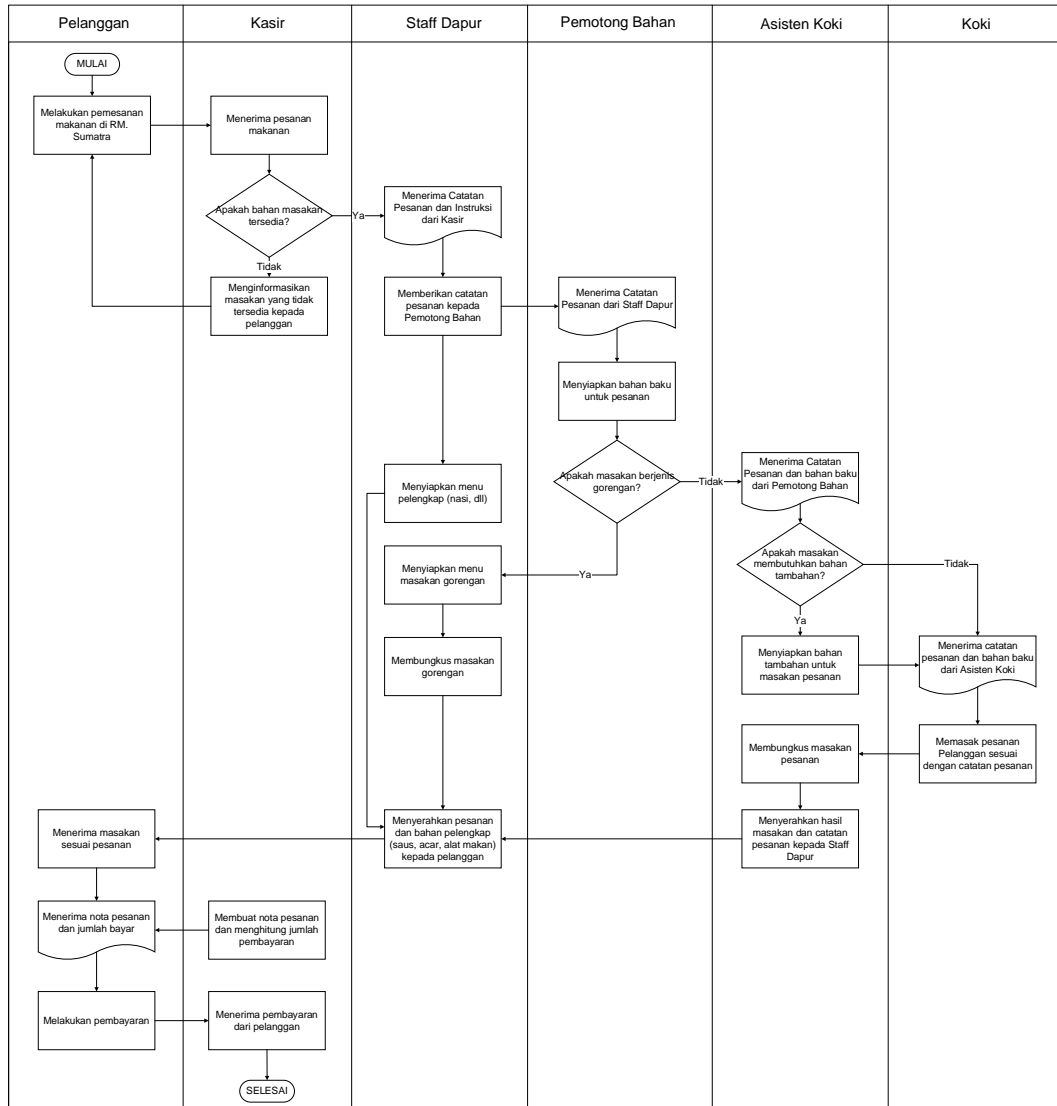 Pelanggan
Kasir
Staff Dapur
Pemotong Bahan
Asisten Koki
Koki
MULAI
Melakukan pemesanan
makanan di RM.
Sumatra
Menerima pesanan
makanan
Apakah bahan masakan
tersedia?
Ya
Menerima Catatan
Pesanan dan Instruksi
dari Kasir
Tidak
Menginformasikan
masakan yang tidak
tersedia kepada
pelanggan
Memberikan catatan
pesanan kepada
Pemotong Bahan
Menerima Catatan
Pesanan dari Staff Dapur
Menyiapkan bahan baku
untuk pesanan
Menyiapkan menu
pelengkap (nasi, dll)
Apakah masakan berjenis
gorengan?
Tidak
Menerima Catatan
Pesanan dan bahan baku
dari Pemotong Bahan
Menyiapkan menu
masakan gorengan
Ya
Apakah masakan
membutuhkan bahan
tambahan?
Tidak
Ya
Membungkus masakan
gorengan
Menyiapkan bahan
tambahan untuk
masakan pesanan
Menerima catatan
pesanan dan bahan baku
dari Asisten Koki
Membungkus masakan
pesanan
Memasak pesanan
Pelanggan sesuai
dengan catatan pesanan
Menerima masakan
sesuai pesanan
Menyerahkan pesanan
dan bahan pelengkap
(saus, acar, alat makan)
kepada pelanggan
Menyerahkan hasil
masakan dan catatan
pesanan kepada Staff
Dapur
Menerima nota pesanan
dan jumlah bayar
Membuat nota pesanan
dan menghitung jumlah
pembayaran
Melakukan pembayaran
Menerima pembayaran
dari pelanggan
SELESAI